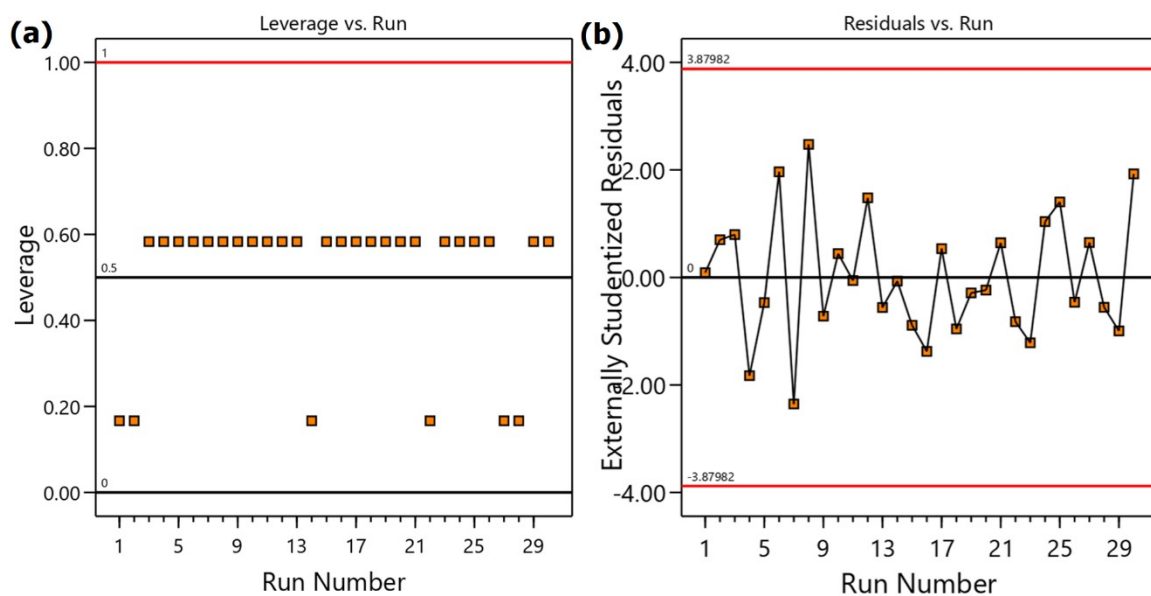 (a)
Leverage vs. Run
1
1.00
0.80
0.60
0.5
0.40
0.20
0
0.00
Leverage
1 5 9 13 17 21 25 29
Run Number
(b)
Residuals vs. Run
3.87982
4.00
2.00
0
0.00
-2.00
-3.87982
-4.00
Externally Studentized Residuals
1 5 9 13 17 21 25 29
Run Number